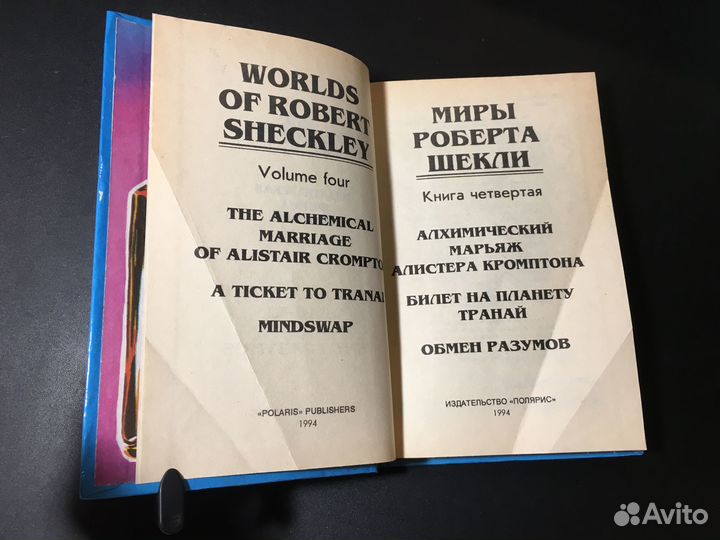 WORLDS
OF ROBERT
SHECKLEY
Volume four
THE ALCHEMICAL
MARRIAGE
OF ALISTAIR CROMPTO
A TICKET TO TRANAI
MINDSWAP
«POLARIS» PUBLISHERS
1994
МИРЫ
РОБЕРТА
ШЕКЛИ
Книга четвертая
АЛХИМИЧЕСКИЙ
МАРЬЯЖ
АЛИСТЕРА КРОМПТОНА
БИЛЕТ НА ПЛАНЕТУ
ТРАНАЙ
ОБМЕН РАЗУМОВ
ИЗДАТЕЛЬСТВО «ПОЛЯРИС»
1994
Avito